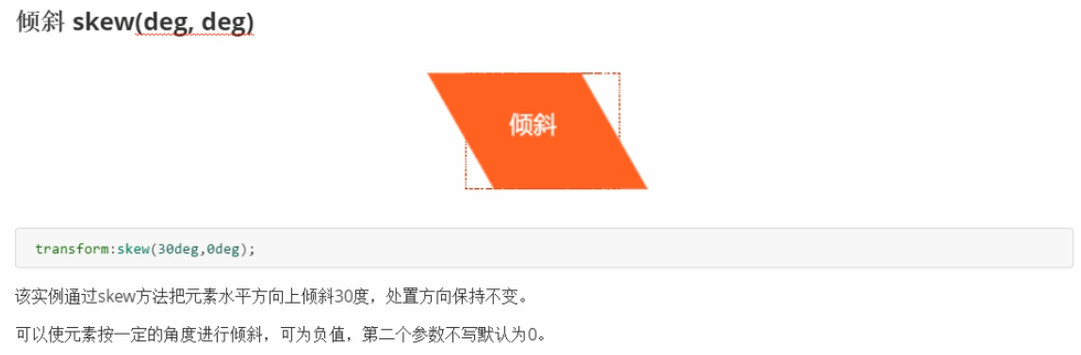 倾斜 skew(deg, deg)
倾斜
transform:skew(30deg,0deg);
该实例通过skew方法把元素水平方向上倾斜30度，处置方向保持不变。
可以使元素按一定的角度进行倾斜，可为负值，第二个参数不写默认为0。